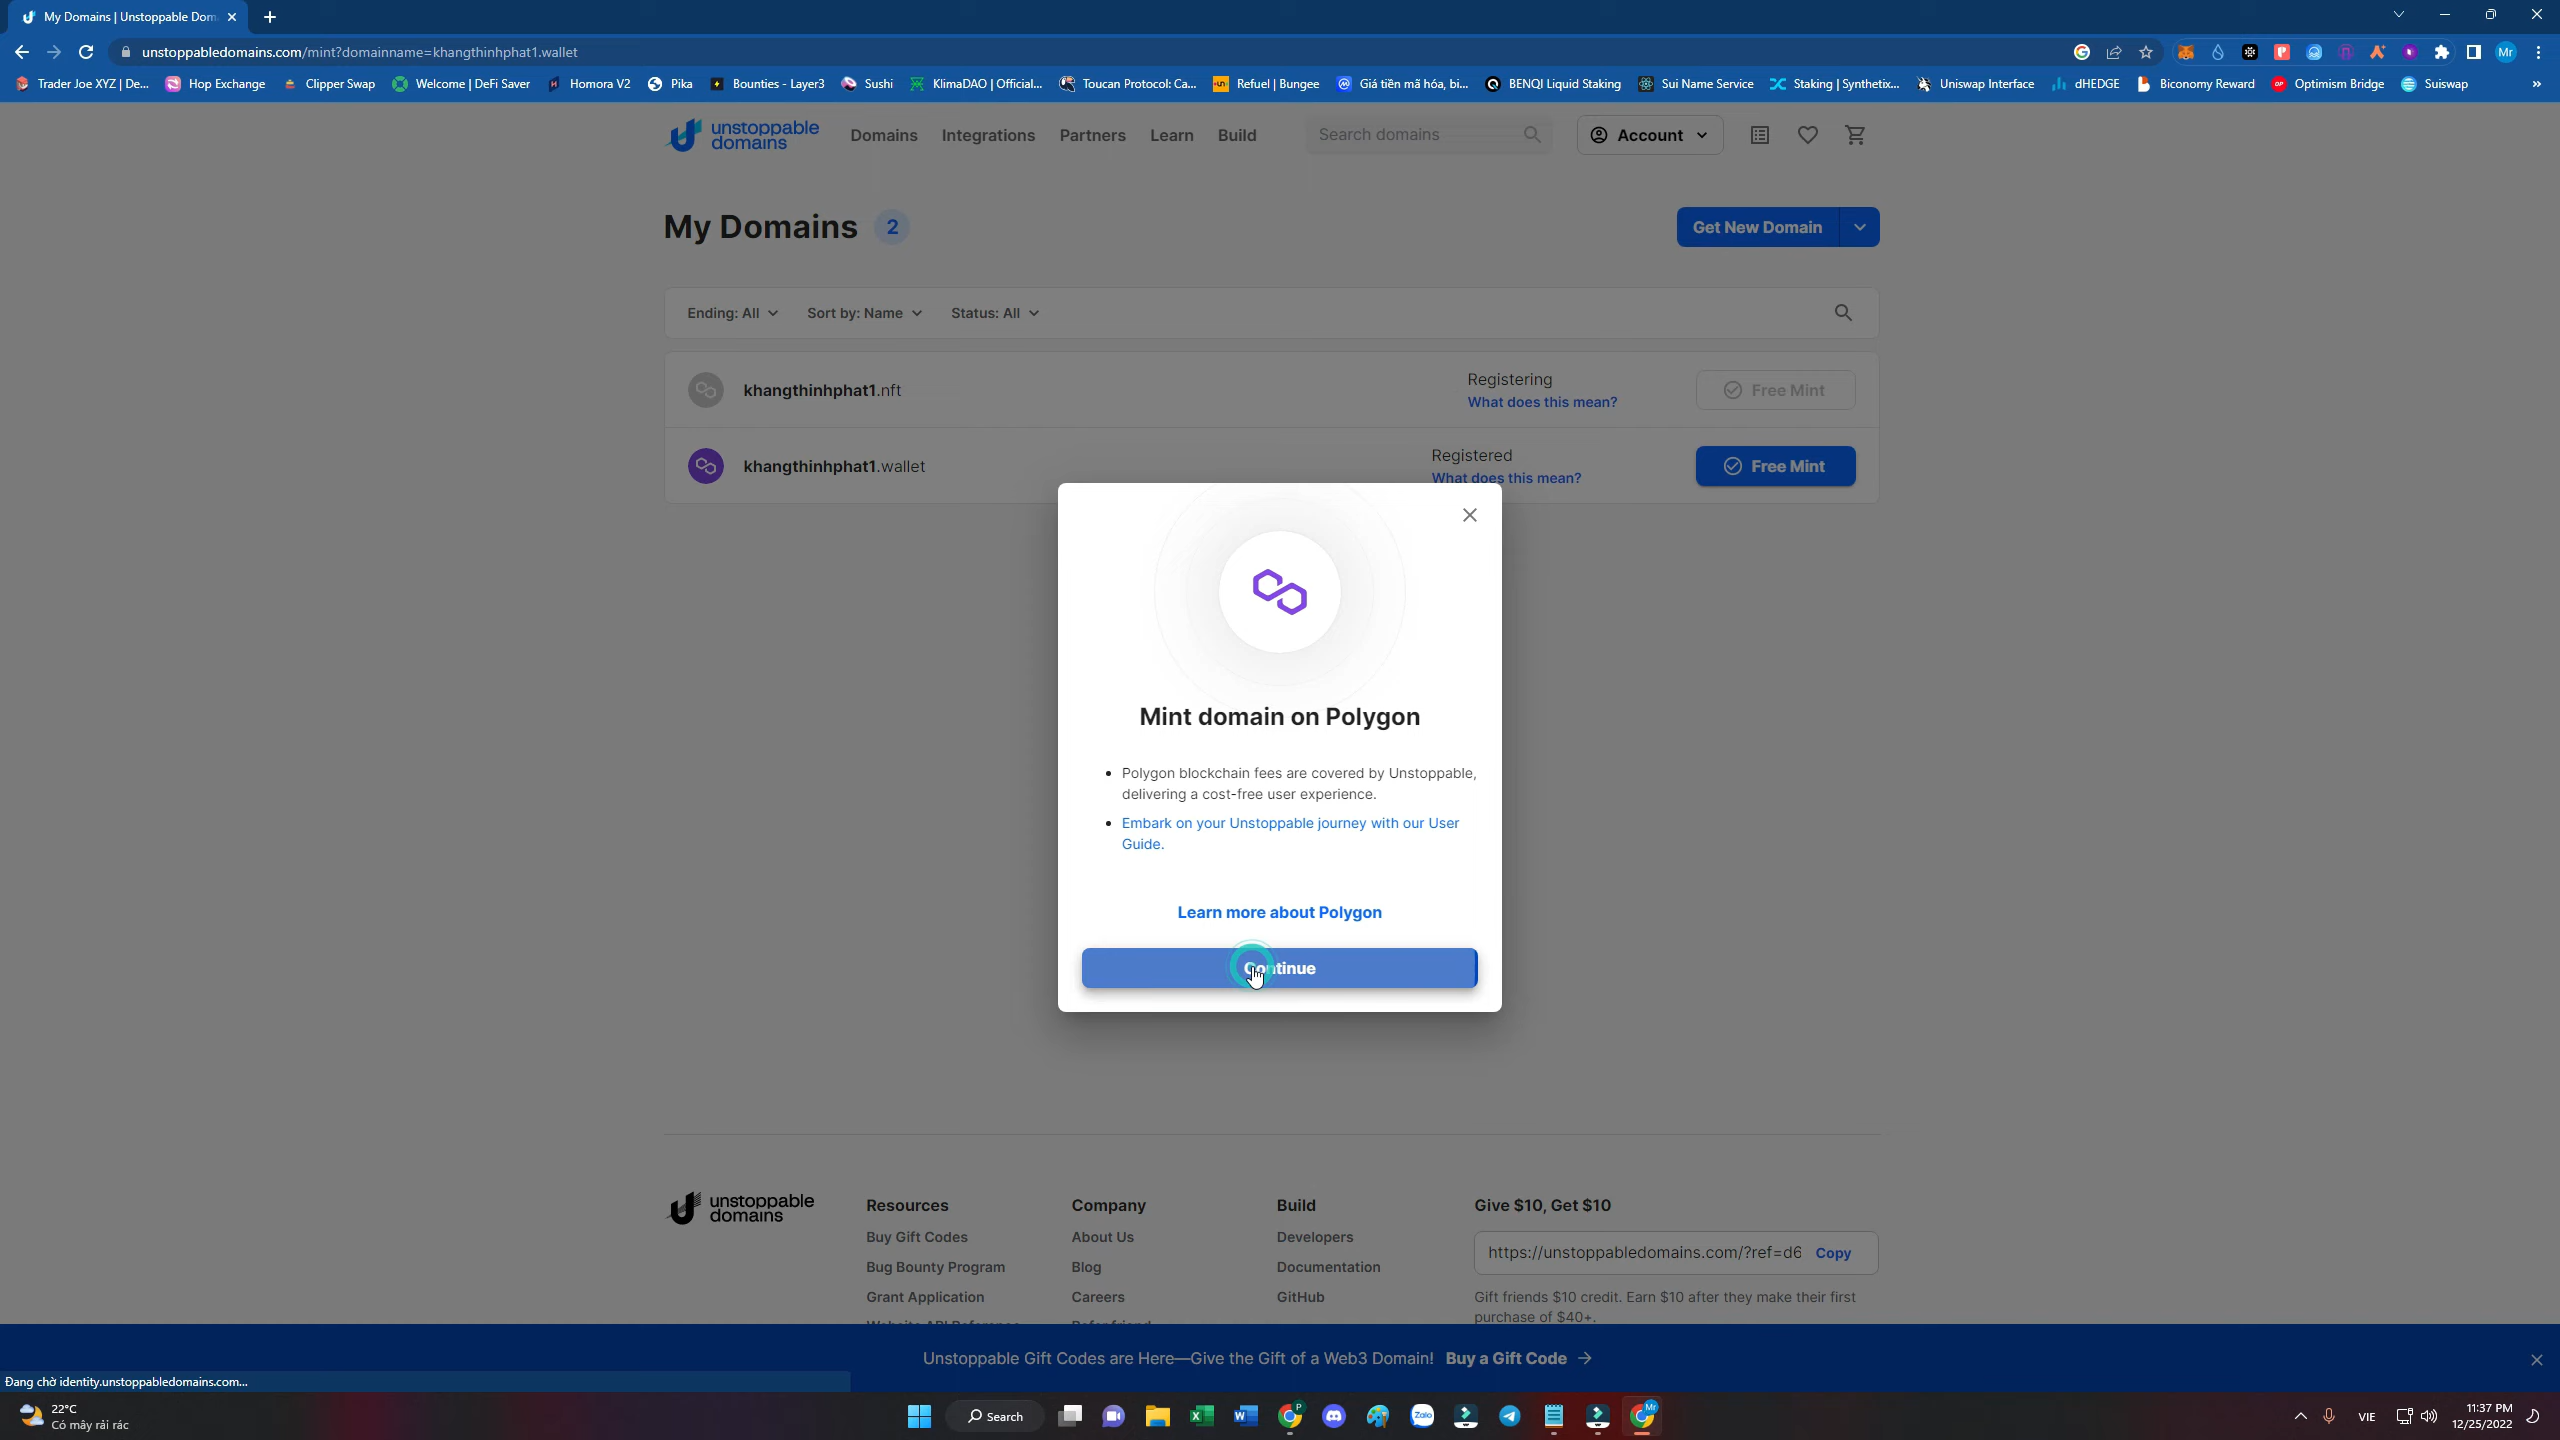 My Domains | Unstoppable Dom
unstoppabledomains.com/mint?domainname=khangthinhphat1.wallet
Mr
Trader Joe XYZ | De...
Hop Exchange
Clipper Swap
Welcome | DeFi Saver
Homora V2
Pika
Bounties - Layer3
Sushi
KlimaDAO | Official...
Toucan Protocol: Ca...
Refuel | Bungee
Giá tiền mã hóa, bi...
BENQI Liquid Staking
Sui Name Service
Staking | Synthetix...
Uniswap Interface
dHEDGE
Biconomy Reward
Optimism Bridge
Suiswap
»
unstoppable
domains
Domains
Integrations
Partners
Learn
Build
Search domains
Account
My Domains 2
Get New Domain
Ending: All
Sort by: Name
Status: All
khangthinhphat1.nft
Registering
What does this mean?
Free Mint
khangthinhphat1.wallet
Registered
What does this mean?
Free Mint
Mint domain on Polygon
Polygon blockchain fees are covered by Unstoppable,
delivering a cost-free user experience.
Embark on your Unstoppable journey with our User
Guide.
Learn more about Polygon
Continue
unstoppable
domains
Resources
Buy Gift Codes
Bug Bounty Program
Grant Application
Company
About Us
Blog
Careers
Build
Developers
Documentation
GitHub
Give $10, Get $10
https://unstoppabledomains.com/?ref=d6 Copy
Gift friends $10 credit. Earn $10 after they make their first
purchase of $40+.
Unstoppable Gift Codes are Here—Give the Gift of a Web3 Domain! Buy a Gift Code →
Đang chờ identity.unstoppabledomains.com...
22°C
Có mây rải rác
Search
Zalo
P
Mr
VIE
11:37 PM
12/25/2022